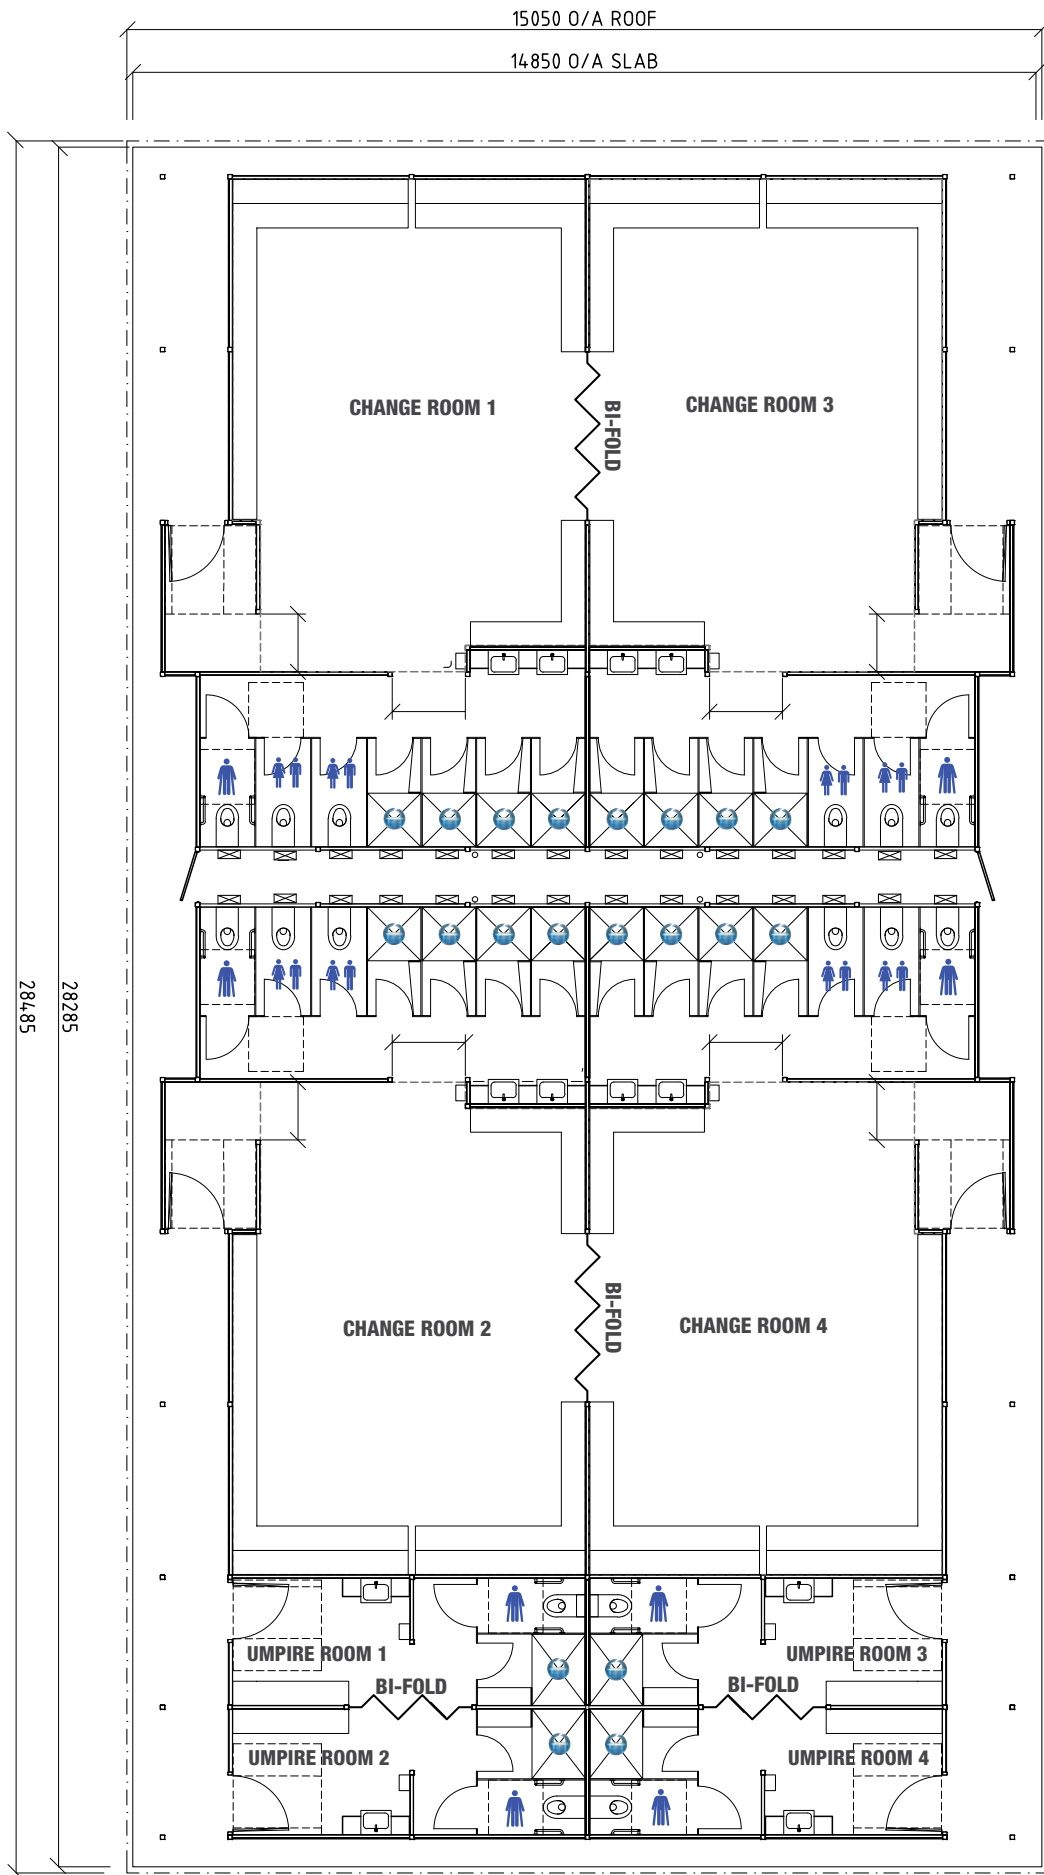 15050 O/A ROOF
14850 O/A SLAB
CHANGE ROOM 1
CHANGE ROOM 3
BI-FOLD
28485
28285
CHANGE ROOM 2
CHANGE ROOM 4
BI-FOLD
UMPIRE ROOM 1
UMPIRE ROOM 3
BI-FOLD
BI-FOLD
UMPIRE ROOM 2
UMPIRE ROOM 4